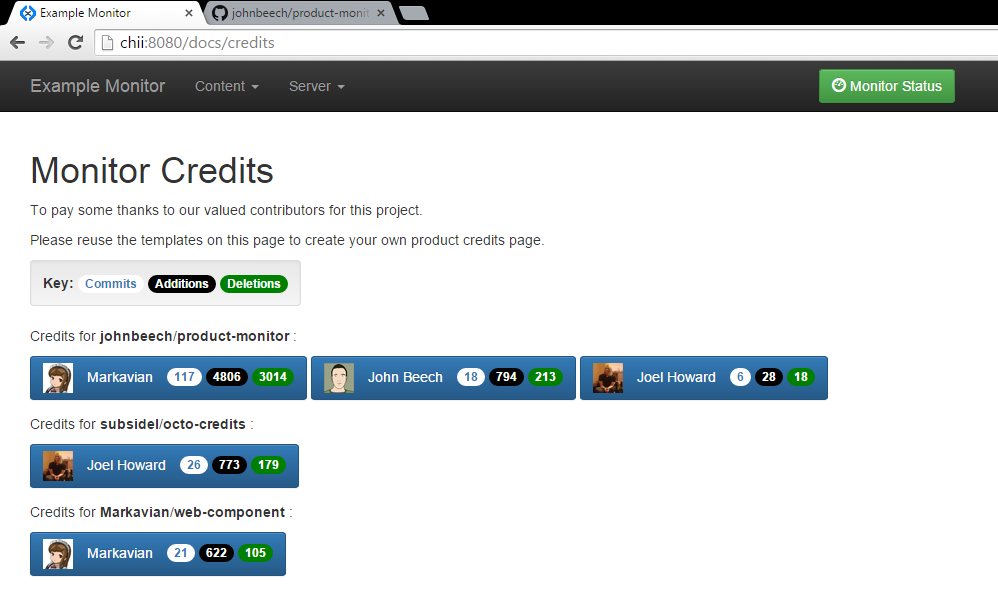 Example Monitor johnbeech/product-monit
chii:8080/docs/credits
Example Monitor Content Server Monitor Status
Monitor Credits
To pay some thanks to our valued contributors for this project.
Please reuse the templates on this page to create your own product credits page.
Key: Commits Additions Deletions
Credits for johnbeech/product-monitor :
Markavian 117 4806 3014 John Beech 18 794 213 Joel Howard 6 28 18
Credits for subsidel/octo-credits :
Joel Howard 26 773 179
Credits for Markavian/web-component :
Markavian 21 622 105